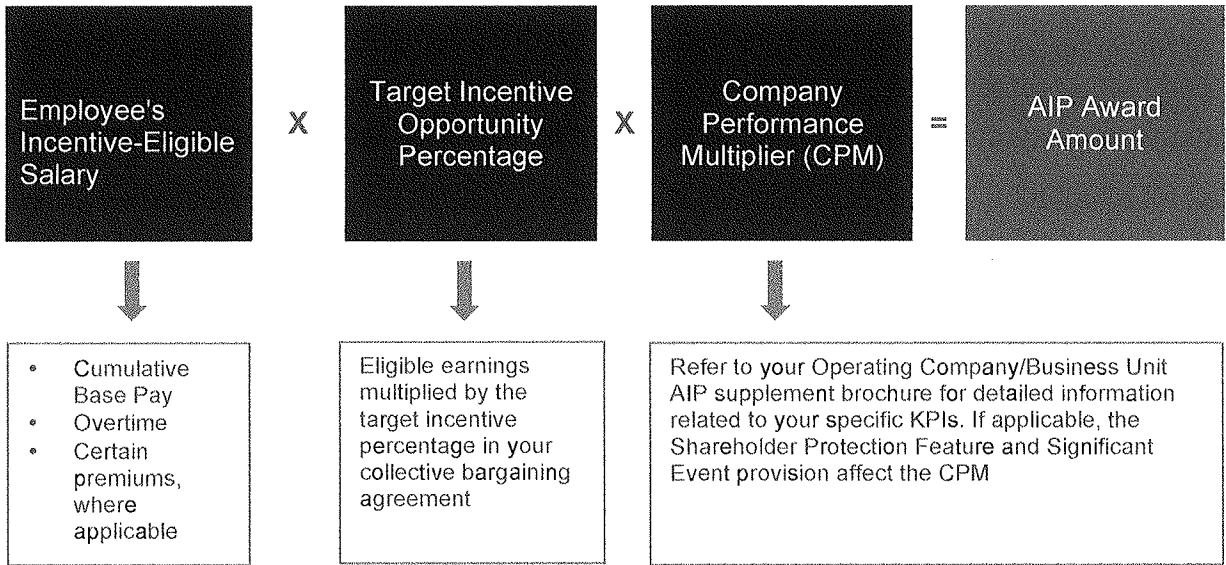 Employee's
Incentive-Eligible
Salary
X
Target Incentive
Opportunity
Percentage
X
Company
Performance
Multiplier (CPM)
=
AIP Award
Amount
• Cumulative
Base Pay
• Overtime
• Certain
premiums,
where
applicable
Eligible earnings
multiplied by the
target incentive
percentage in your
collective bargaining
agreement
Refer to your Operating Company/Business Unit
AIP supplement brochure for detailed information
related to your specific KPIs. If applicable, the
Shareholder Protection Feature and Significant
Event provision affect the CPM